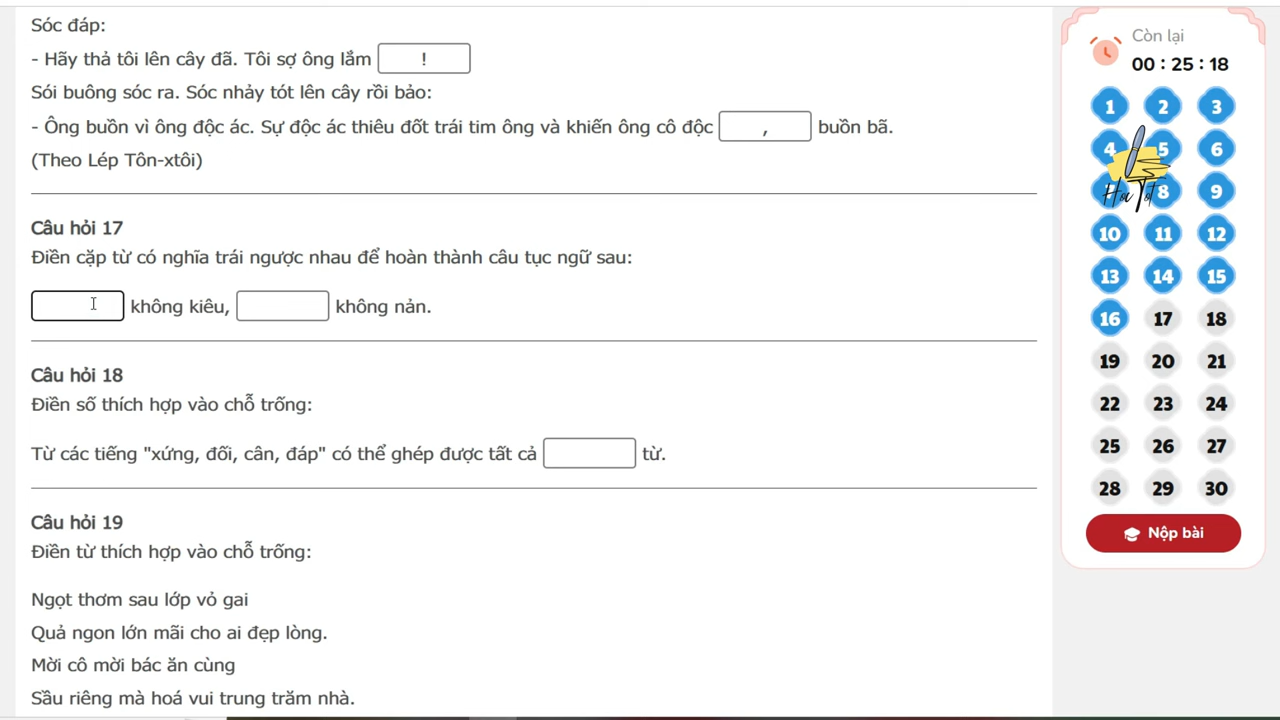 Sóc đáp:
- Hãy thả tôi lên cây đã. Tôi sợ ông lắm !
Sói buông sóc ra. Sóc nhảy tót lên cây rồi bảo:
- Ông buồn vì ông độc ác. Sự độc ác thiêu đốt trái tim ông và khiến ông cô độc , buồn bã.
(Theo Lép Tôn-xtôi)
Câu hỏi 17
Điền cặp từ có nghĩa trái ngược nhau để hoàn thành câu tục ngữ sau:
không kiêu, không nản.
Câu hỏi 18
Điền số thích hợp vào chỗ trống:
Từ các tiếng "xứng, đối, cân, đáp" có thể ghép được tất cả từ.
Câu hỏi 19
Điền từ thích hợp vào chỗ trống:
Ngọt thơm sau lớp vỏ gai
Quả ngon lớn mãi cho ai đẹp lòng.
Mời cô mời bác ăn cùng
Sầu riêng mà hoá vui trung trăm nhà.
Còn lại
00 : 25 : 18
1 2 3
4 5 6
8 9
Học Tốt
10 11 12
13 14 15
16 17 18
19 20 21
22 23 24
25 26 27
28 29 30
Nộp bài